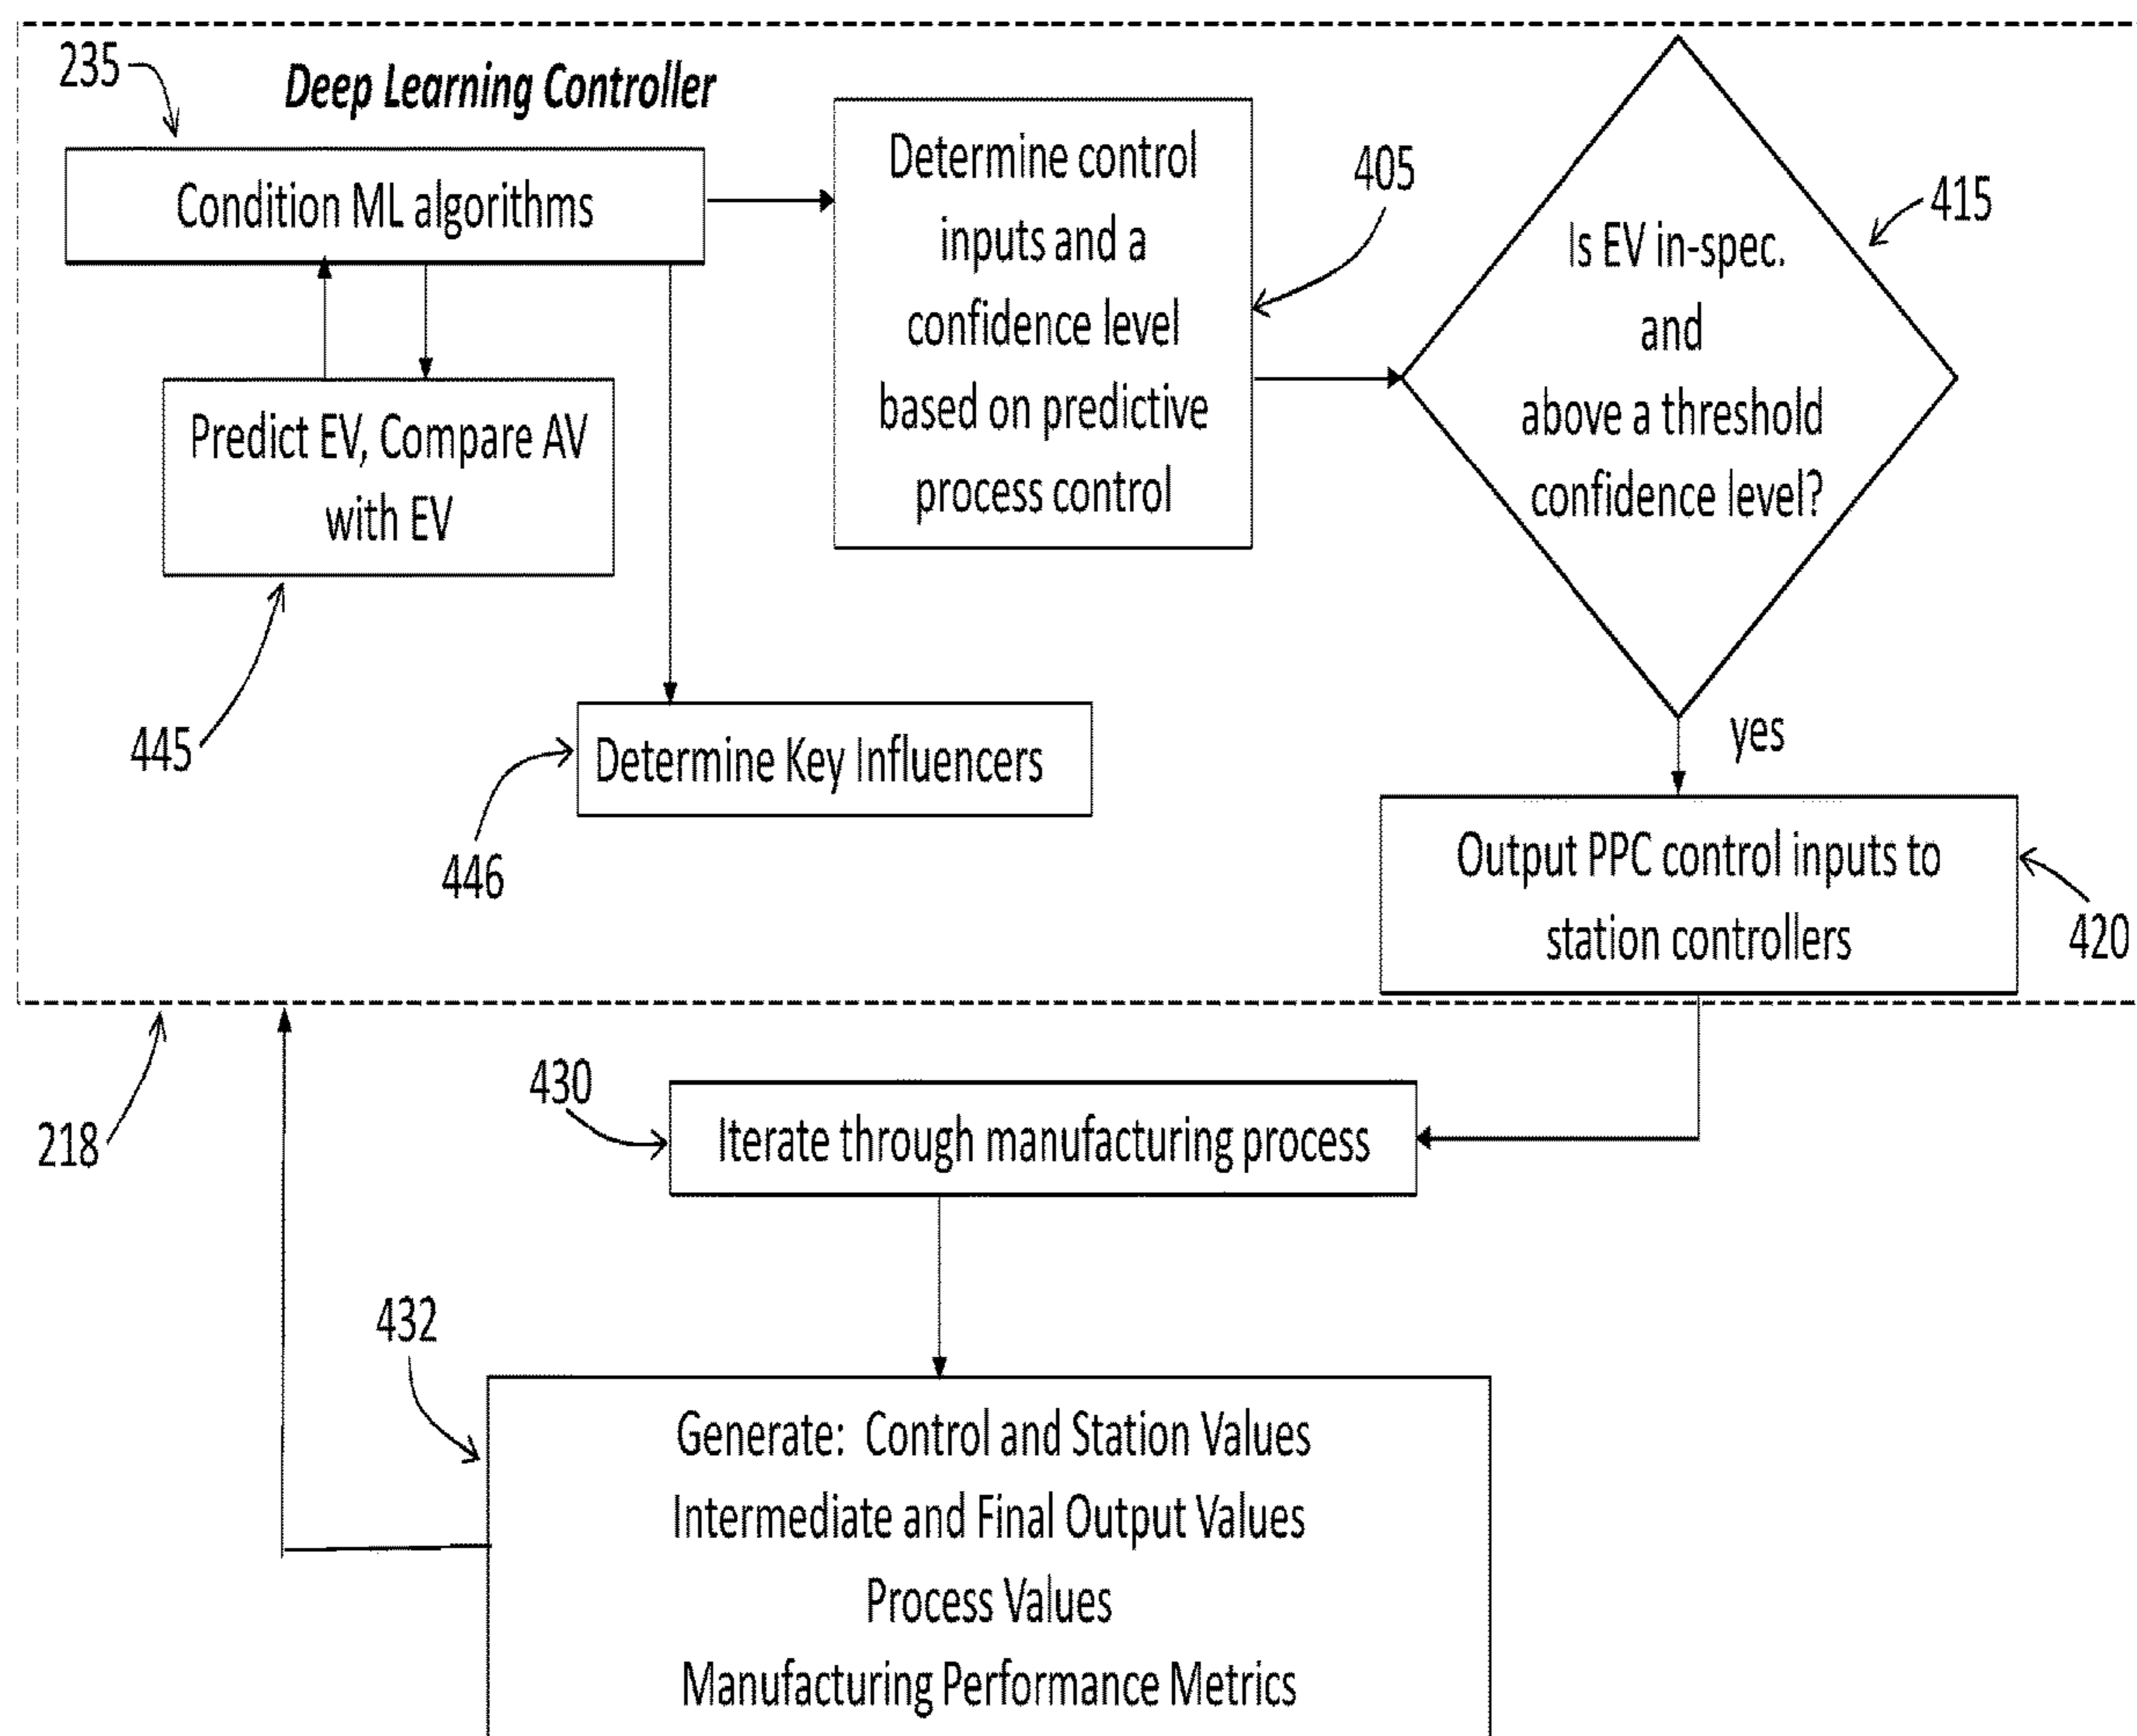 235
Deep Learning Controller
Condition ML algorithms
Predict EV, Compare AV
with EV
445
Determine Key Influencers
446
Determine control
inputs and a
confidence level
based on predictive
process control
405
Is EV in-spec.
and
above a threshold
confidence level?
415
yes
Output PPC control inputs to
station controllers
420
218
430
Iterate through manufacturing process
432
Generate: Control and Station Values
Intermediate and Final Output Values
Process Values
Manufacturing Performance Metrics